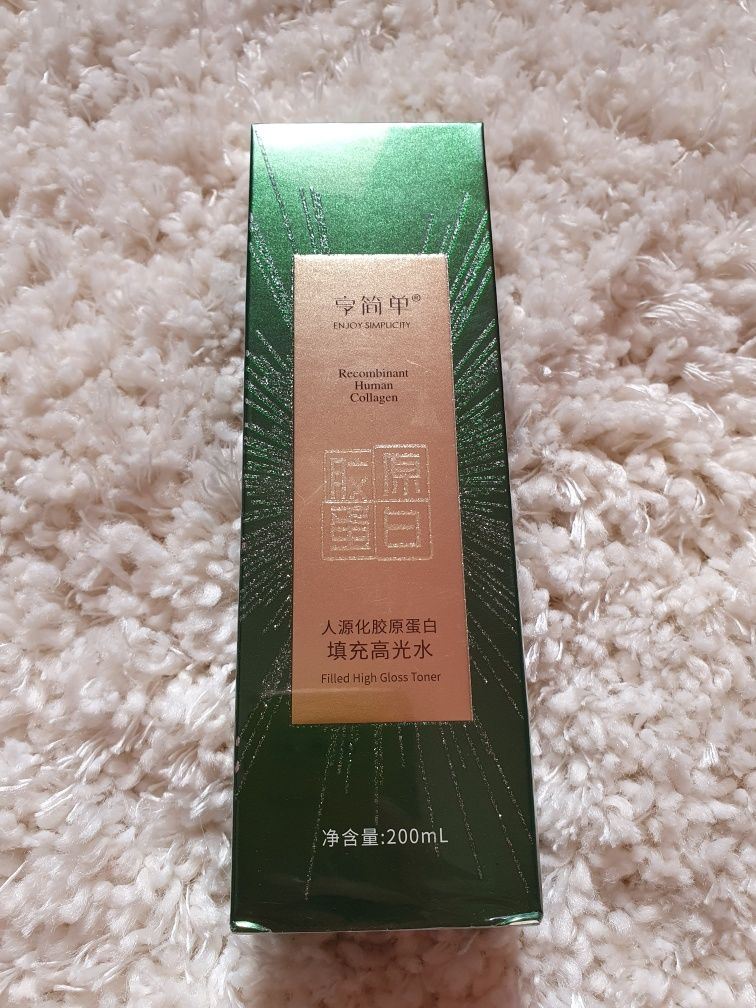 享简单®
ENJOY SIMPLICITY
Recombinant
Human
Collagen
胶原
蛋白
人源化胶原蛋白
填充高光水
Filled High Gloss Toner
净含量:200mL